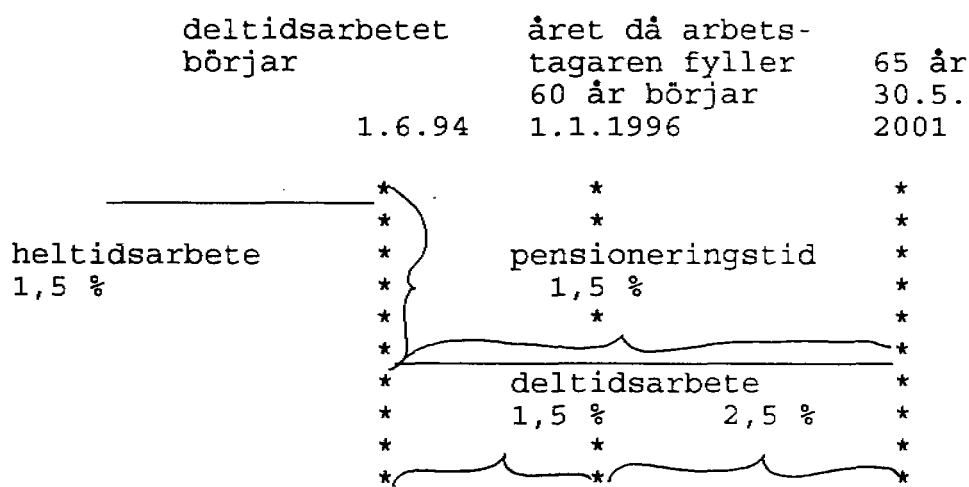 deltidsarbetet året då arbets-
börjar tagaren fyller 65 år
60 år börjar 30.5.
1.6.94 1.1.1996 2001
* * *
* * *
heltidsarbete * pensioneringstid *
1,5 % * 1,5 % *
* * *
* *
* deltidsarbete *
* 1,5 % 2,5 % *
* * *
* * *